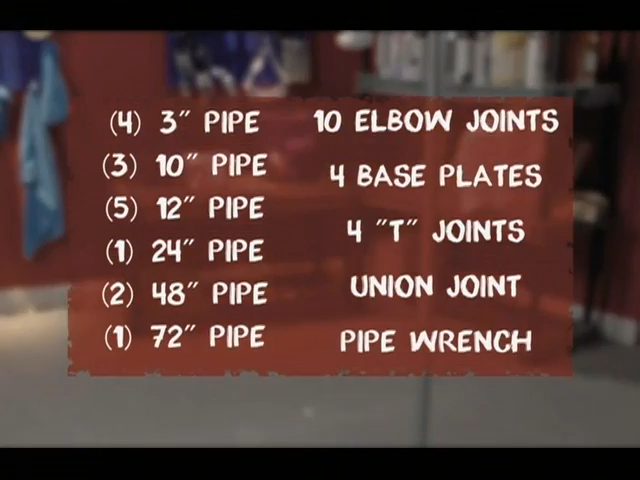 (4) 3" PIPE
(3) 10" PIPE
(5) 12" PIPE
(1) 24" PIPE
(2) 48" PIPE
(1) 72" PIPE
10 ELBOW JOINTS
4 BASE PLATES
4 "T" JOINTS
UNION JOINT
PIPE WRENCH